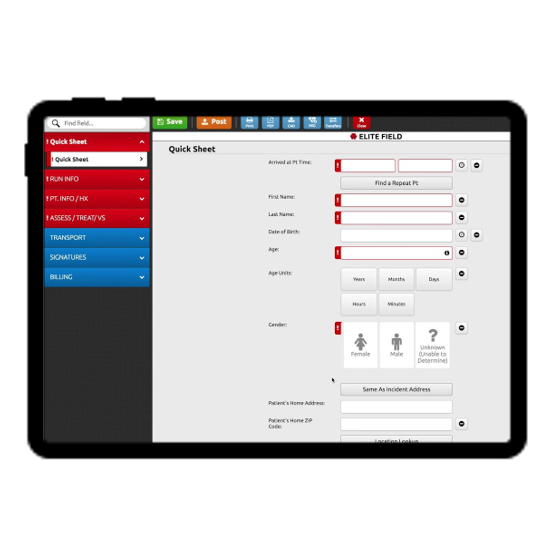 Find field...
Save
Post
Print
PDF
CAD
Transfers
Close
ELITE FIELD
! Quick Sheet
! Quick Sheet
! RUN INFO
! PT. INFO / HX
! ASSESS / TREAT/ VS
TRANSPORT
SIGNATURES
BILLING
Quick Sheet
Arrived at Pt Time:
!
Find a Repeat Pt
First Name:
!
Last Name:
!
Date of Birth:
Age:
!
Age Units:
Years
Months
Days
Hours
Minutes
Gender:
!
Female
Male
?
Unknown
(Unable to
Determine)
Same As Incident Address
Patient's Home Address:
Patient's Home ZIP
Code:
Location Lookup